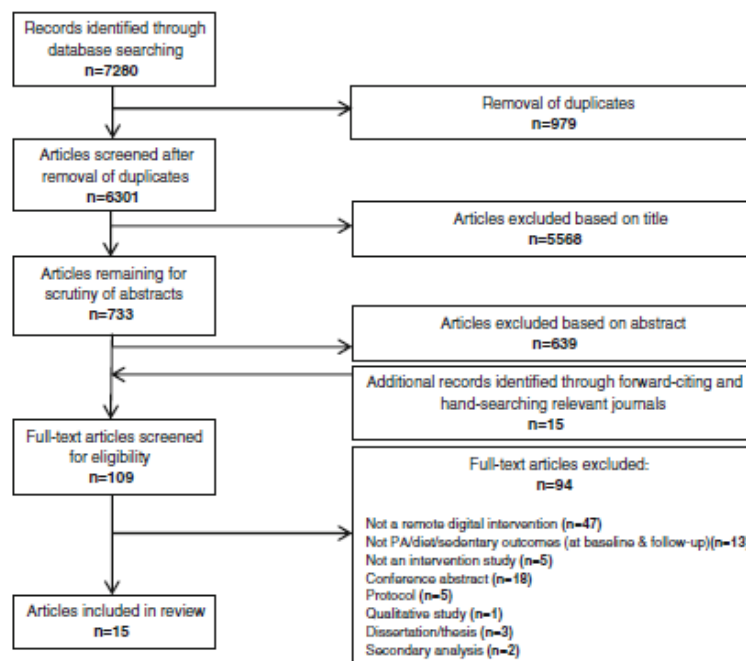 Records identified through
database searching
n=7280
Removal of duplicates
n=979
Articles screened after
removal of duplicates
n=6301
Articles excluded based on title
n=5568
Articles remaining for
scrutiny of abstracts
n=733
Articles excluded based on abstract
n=639
Additional records identified through forward-citing and
hand-searching relevant journals
n=15
Full-text articles screened
for eligibility
n=109
Full-text articles excluded:
n=94
Not a remote digital intervention (n=47)
Not PA/diet/sedentary outcomes (at baseline & follow-up)(n=13)
Not an intervention study (n=5)
Conference abstract (n=18)
Protocol (n=5)
Qualitative study (n=1)
Dissertation/thesis (n=3)
Secondary analysis (n=2)
Articles included in review
n=15